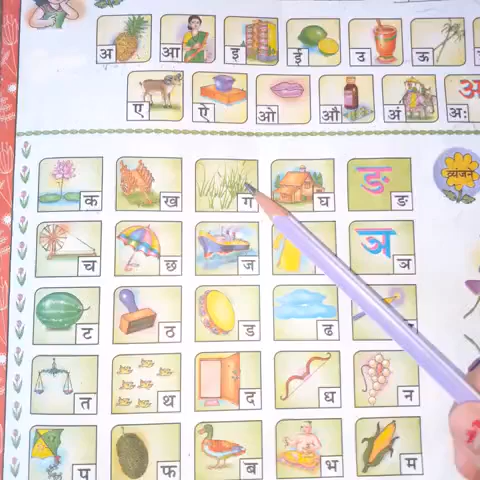 अ आ इ ई उ ऊ
ए ऐ ओ औ अं अः
क ख ग घ ङ ङ व्यंजन
च छ ज ञ ञ
ट ठ ड ढ
त थ द ध न
प फ ब भ म